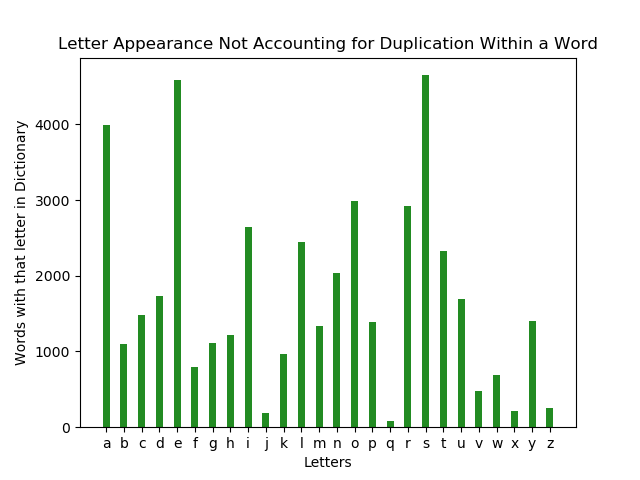 Letter Appearance Not Accounting for Duplication Within a Word
Words with that letter in Dictionary
4000
3000
2000
1000
0
a b c d e f g h i j k l m n o p q r s t u v w x y z
Letters